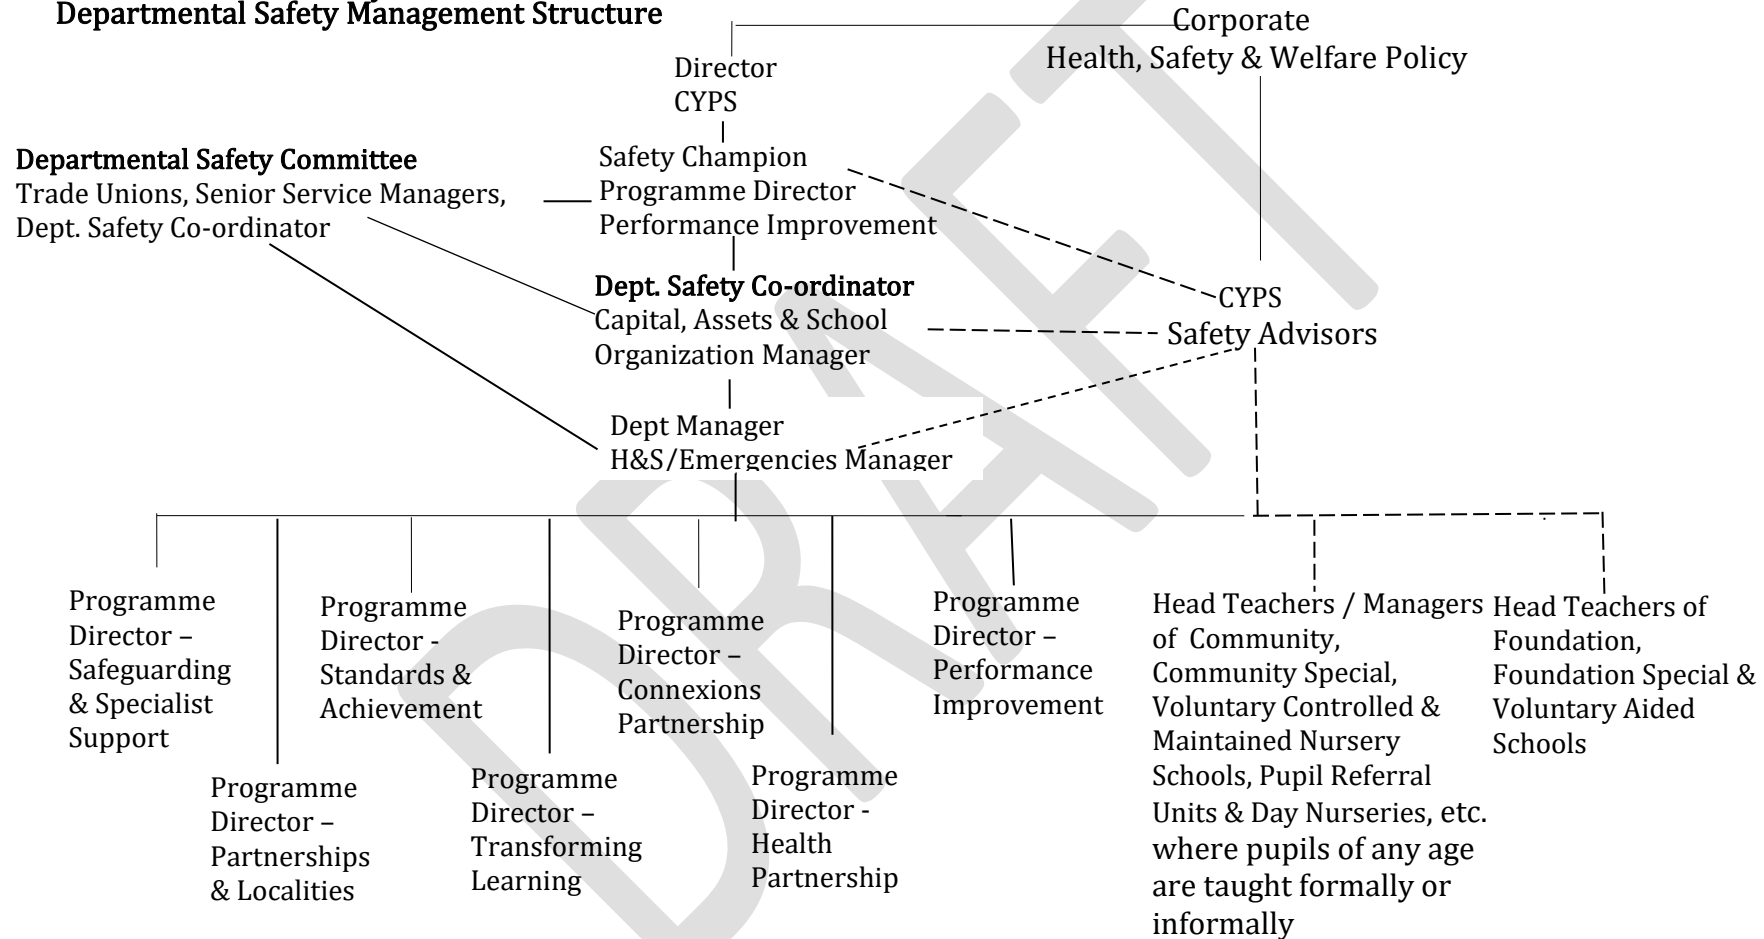 Departmental Safety Management Structure
Corporate
Health, Safety & Welfare Policy
Director
CYPS
Departmental Safety Committee
Trade Unions, Senior Service Managers,
Dept. Safety Co-ordinator
Safety Champion
Programme Director
Performance Improvement
Dept. Safety Co-ordinator
Capital, Assets & School
Organization Manager
CYPS
Safety Advisors
Dept Manager
H&S/Emergencies Manager
Programme
Director –
Safeguarding
& Specialist
Support
Programme
Director –
Partnerships
& Localities
Programme
Director -
Standards &
Achievement
Programme
Director –
Transforming
Learning
Programme
Director –
Connexions
Partnership
Programme
Director -
Health
Partnership
Programme
Director –
Performance
Improvement
Head Teachers / Managers
of Community,
Community Special,
Voluntary Controlled &
Maintained Nursery
Schools, Pupil Referral
Units & Day Nurseries, etc.
where pupils of any age
are taught formally or
informally
Head Teachers of
Foundation,
Foundation Special &
Voluntary Aided
Schools
DRAFT